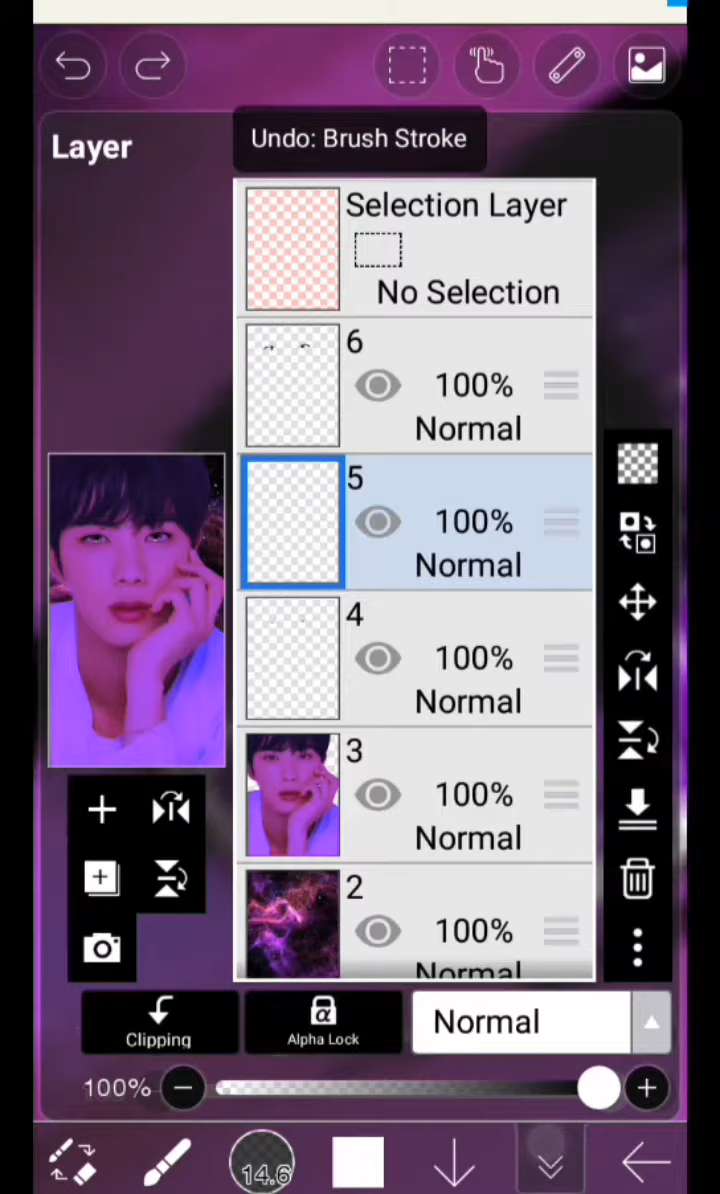 Layer
Undo: Brush Stroke
Selection Layer
No Selection
6
100%
Normal
5
100%
Normal
4
100%
Normal
3
100%
Normal
2
100%
Normal
Clipping
α
Alpha Lock
Normal
100%
14.6